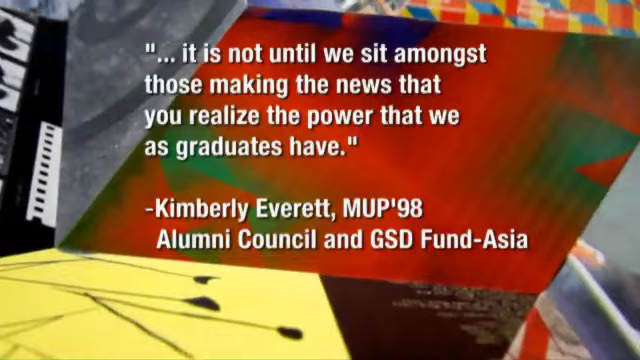 "... it is not until we sit amongst
those making the news that
you realize the power that we
as graduates have."
-Kimberly Everett, MUP'98
Alumni Council and GSD Fund-Asia